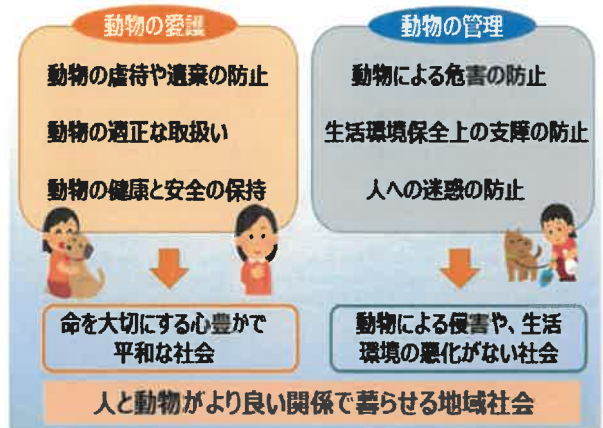 動物の愛護
動物の虐待や遺棄の防止
動物の適正な取扱い
動物の健康と安全の保持
命を大切にする心豊かで
平和な社会
動物の管理
動物による危害の防止
生活環境保全上の支障の防止
人への迷惑の防止
動物による侵害や、生活
環境の悪化がない社会
人と動物がより良い関係で暮らせる地域社会